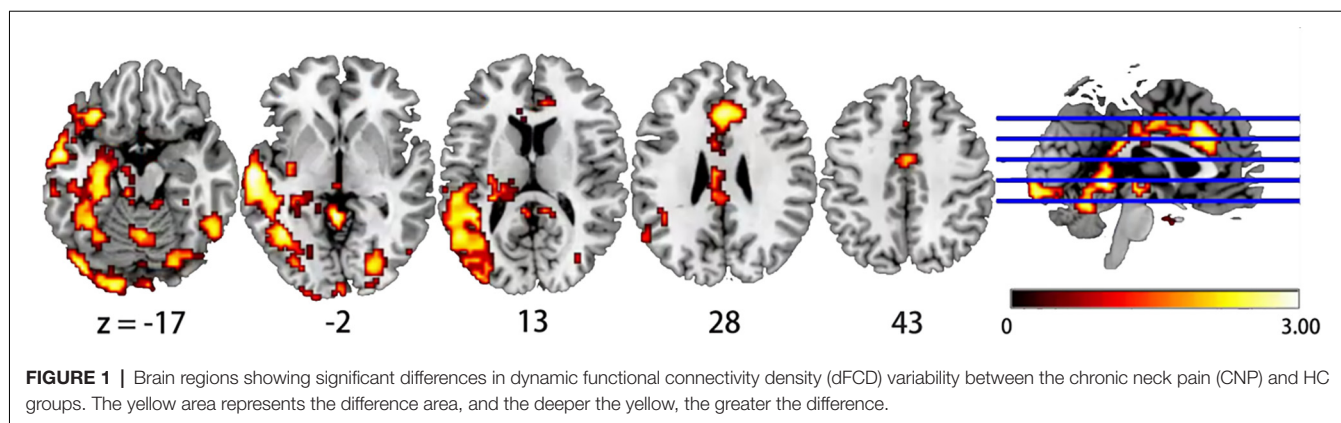 z = -17
-2
13
28
43
0
3.00
FIGURE 1 | Brain regions showing significant differences in dynamic functional connectivity density (dFCD) variability between the chronic neck pain (CNP) and HC
groups. The yellow area represents the difference area, and the deeper the yellow, the greater the difference.